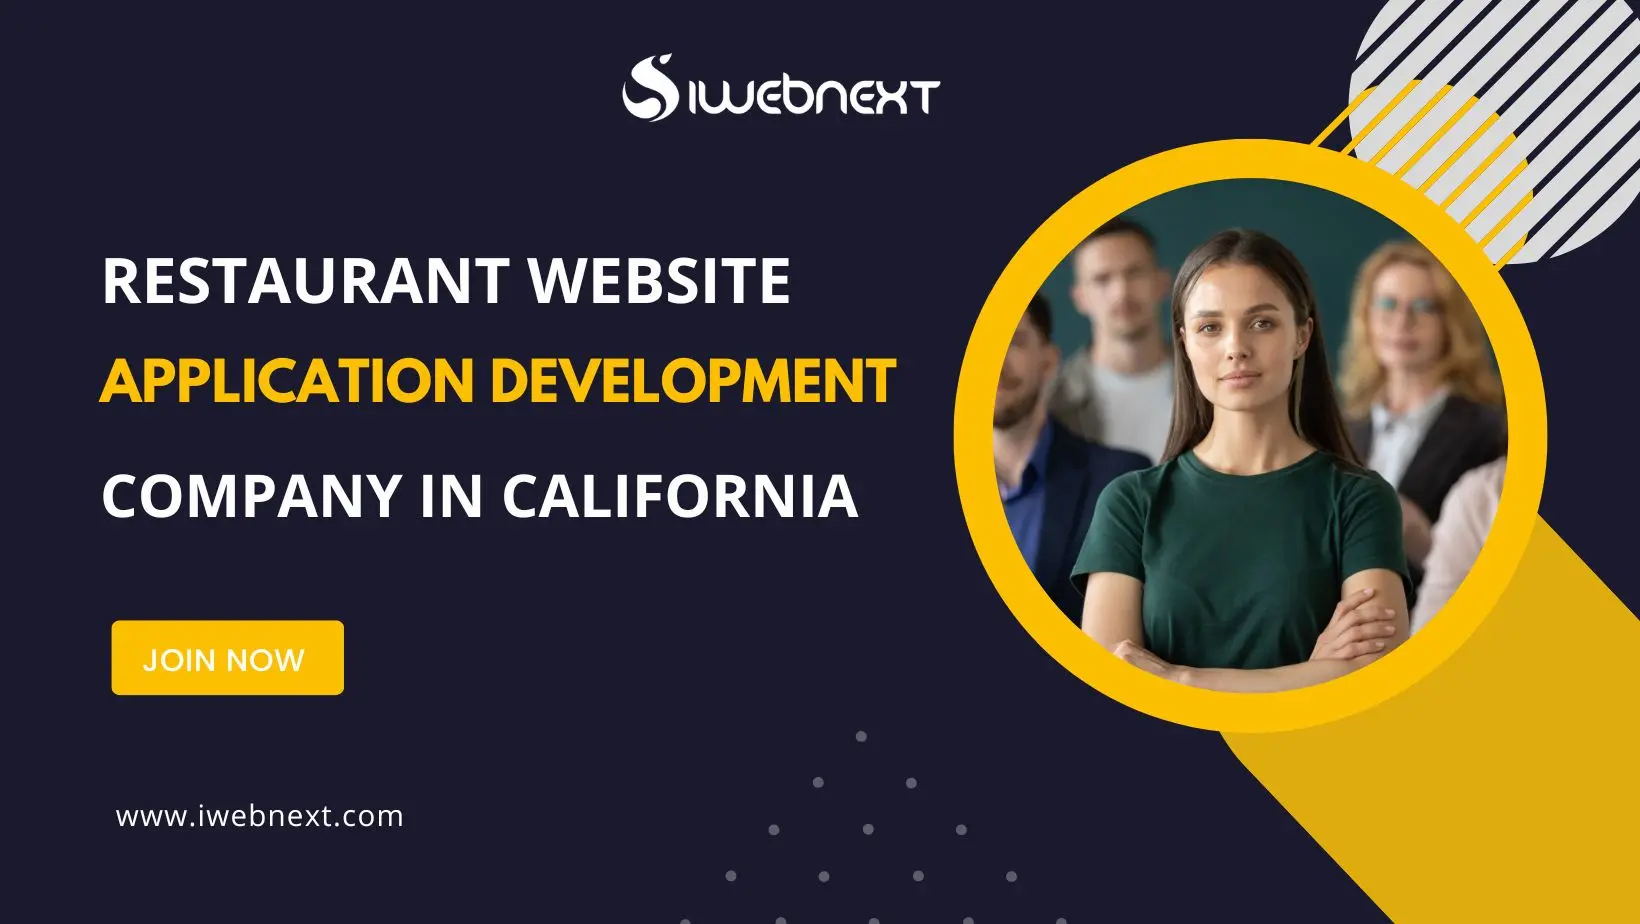 IWEBNEXT
RESTAURANT WEBSITE
APPLICATION DEVELOPMENT
COMPANY IN CALIFORNIA
JOIN NOW
www.iwebnext.com